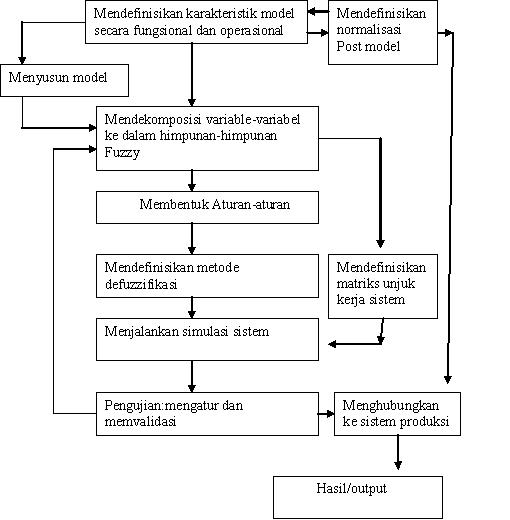 Mendefinisikan karakteristik model
secara fungsional dan operasional
Mendefinisikan
normalisasi
Post model
Menyusun model
Mendekomposisi variable-variabel
ke dalam himpunan-himpunan
Fuzzy
Membentuk Aturan-aturan
Mendefinisikan metode
defuzzifikasi
Mendefinisikan
matriks unjuk
kerja sistem
Menjalankan simulasi sistem
Pengujian:mengatur dan
memvalidasi
Menghubungkan
ke sistem produksi
Hasil/output